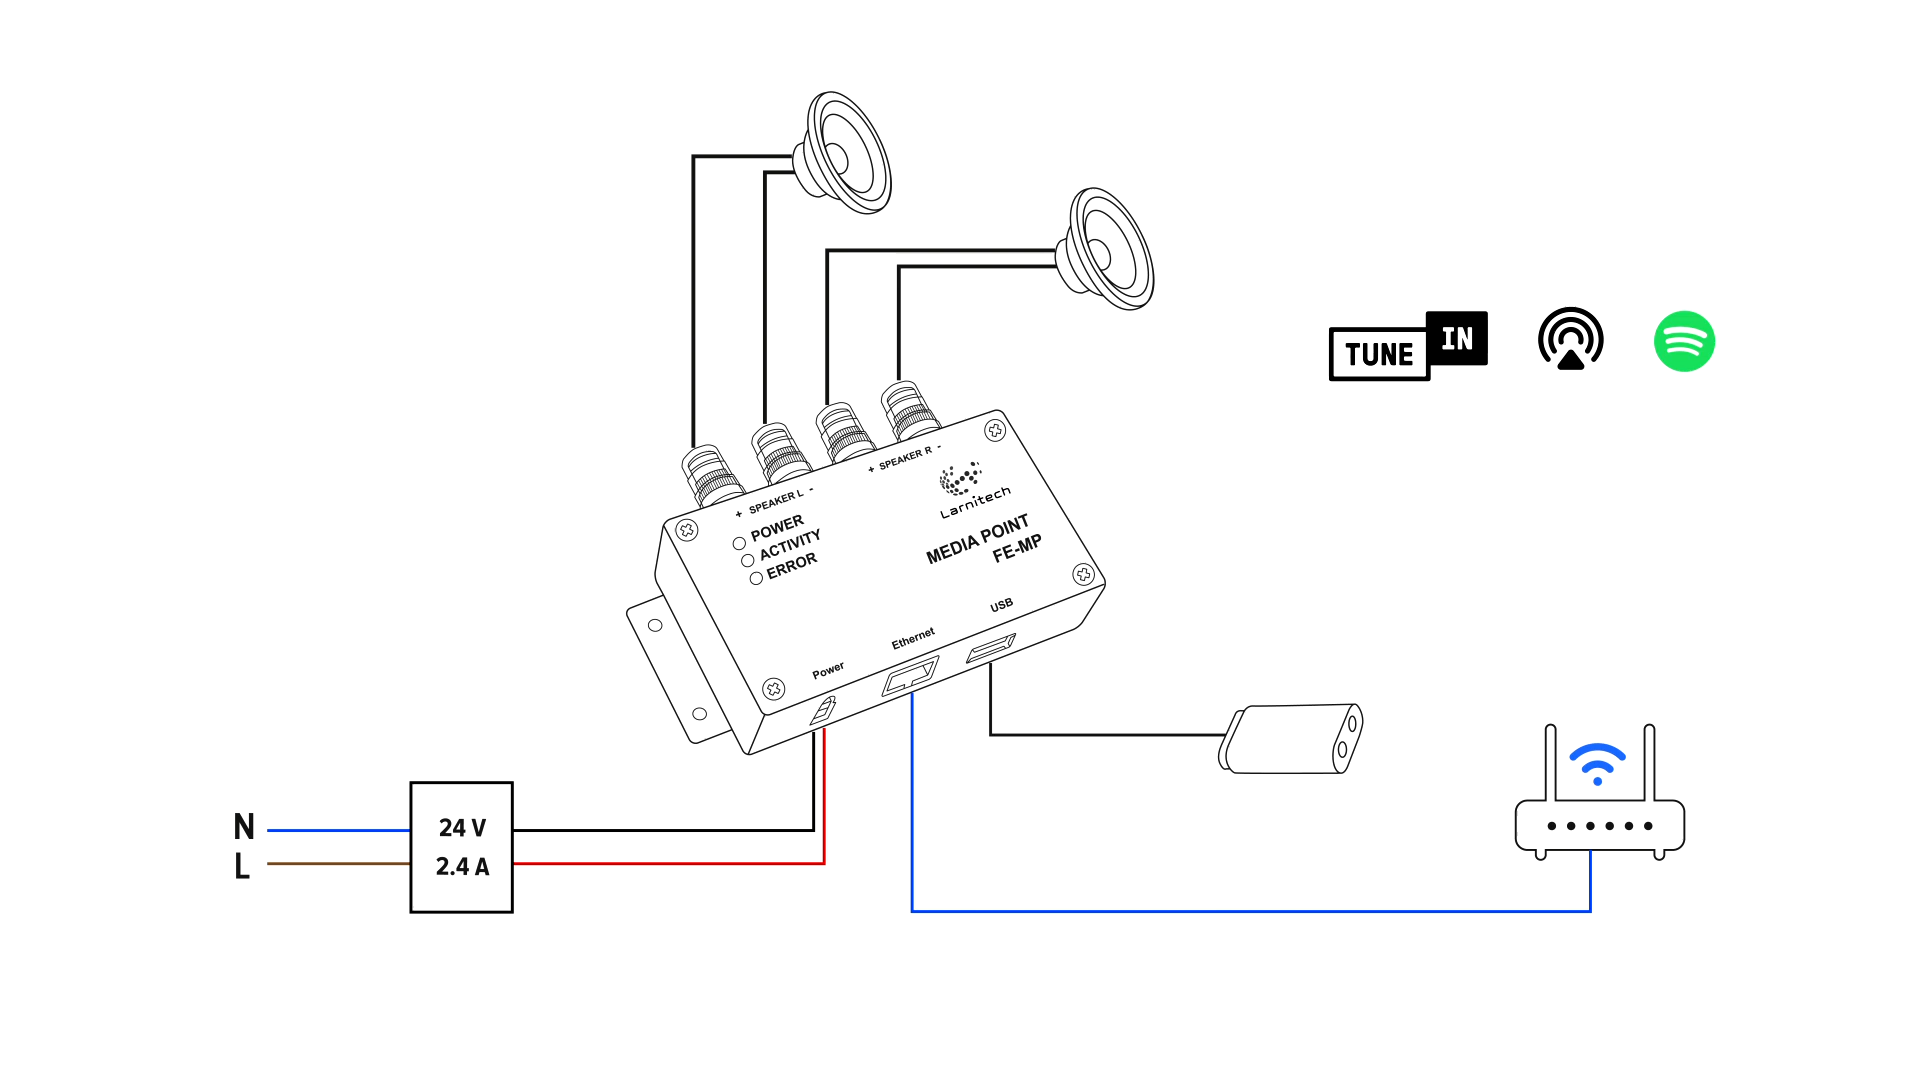 TUNE IN
+ SPEAKER L -
+ SPEAKER R -
POWER
ACTIVITY
ERROR
Larnitech
MEDIA POINT
FE-MP
Power
Ethernet
USB
N
L
24 V
2.4 A